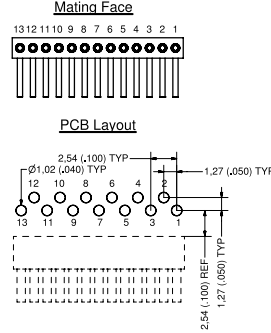 Mating Face
13 12 11 10 9 8 7 6 5 4 3 2 1
PCB Layout
2,54 (.100) TYP
Ø1,02 (.040) TYP
1,27 (.050) TYP
12 10 8 6 4 2
13 11 9 7 5 3 1
2,54 (.100) REF
1,27 (.050) TYP